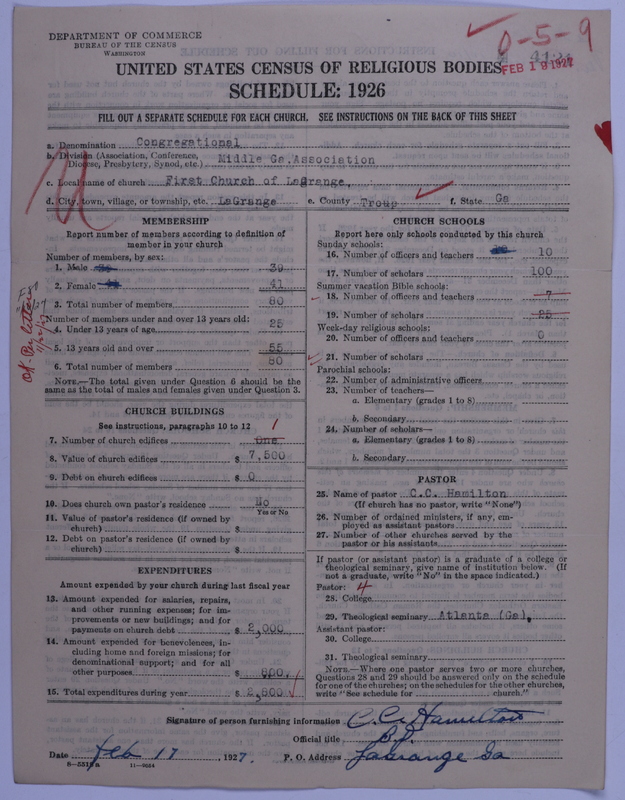 DEPARTMENT OF COMMERCE
BUREAU OF THE CENSUS
WASHINGTON
0-5-9
FEB 19 1927
UNITED STATES CENSUS OF RELIGIOUS BODIES
SCHEDULE: 1926
FILL OUT A SEPARATE SCHEDULE FOR EACH CHURCH. SEE INSTRUCTIONS ON THE BACK OF THIS SHEET
a. Denomination Congregational
b. Division (Association, Conference, Diocese, Presbytery, Synod, etc.) Middle Ga. Association
c. Local name of church First Church of LaGrange,
d. City, town, village, or township, etc. LaGrange e. County Troup f. State Ga
MEMBERSHIP
Report number of members according to definition of
member in your church
Number of members, by sex:
1. Male 39
2. Female 41
3. Total number of members 80
Number of members under and over 13 years old:
4. Under 13 years of age 25
5. 13 years old and over 55
6. Total number of members 80
NOTE.—The total given under Question 6 should be
same as the total of males and females given under Question 3.
CHURCH BUILDINGS
See instructions, paragraphs 10 to 12
7. Number of church edifices One 1
8. Value of church edifices $ 7,500
9. Debt on church edifices $ 0
10. Does church own pastor's residence No
Yes or No
11. Value of pastor's residence (if owned by
church) $
12. Debt on pastor's residence (if owned by
church) $
EXPENDITURES
Amount expended by your church during last fiscal year
13. Amount expended for salaries, repairs,
and other running expenses; for im-
provements or new buildings; and for
payments on church debt $ 2,000
14. Amount expended for benevolences, in-
cluding home and foreign missions; for
denominational support; and for all
other purposes 800.
15. Total expenditures during year $ 2,800
CHURCH SCHOOLS
Report here only schools conducted by this church
Sunday schools:
16. Number of officers and teachers 10
17. Number of scholars 100
Summer vacation Bible schools:
18. Number of officers and teachers 7
19. Number of scholars 25
Week-day religious schools:
20. Number of officers and teachers 0
21. Number of scholars
Parochial schools:
22. Number of administrative officers
23. Number of teachers—
a. Elementary (grades 1 to 8)
b. Secondary
24. Number of scholars—
a. Elementary (grades 1 to 8)
b. Secondary
PASTOR
25. Name of pastor C.C. Hamilton
(If church has no pastor, write "None")
26. Number of ordained ministers, if any, em-
ployed as assistant pastors
27. Number of other churches served by the
pastor or his assistants
If pastor (or assistant pastor) is a graduate of a college or
theological seminary, give name of institution below. (If
not a graduate, write "No" in the space indicated.)
Pastor: 4
28. College
29. Theological seminary Atlanta (Ga),
Assistant pastor:
30. College
31. Theological seminary
NOTE.—Where one pastor serves two or more churches,
Questions 28 and 29 should be answered only on the schedule
for one of the churches; on the schedules for the other churches,
write "See schedule for church."
Signature of person furnishing information C.C. Hamilton
Official title
Date Feb 17, 1927. P. O. Address LaGrange Ga
8-5518a 11-9064